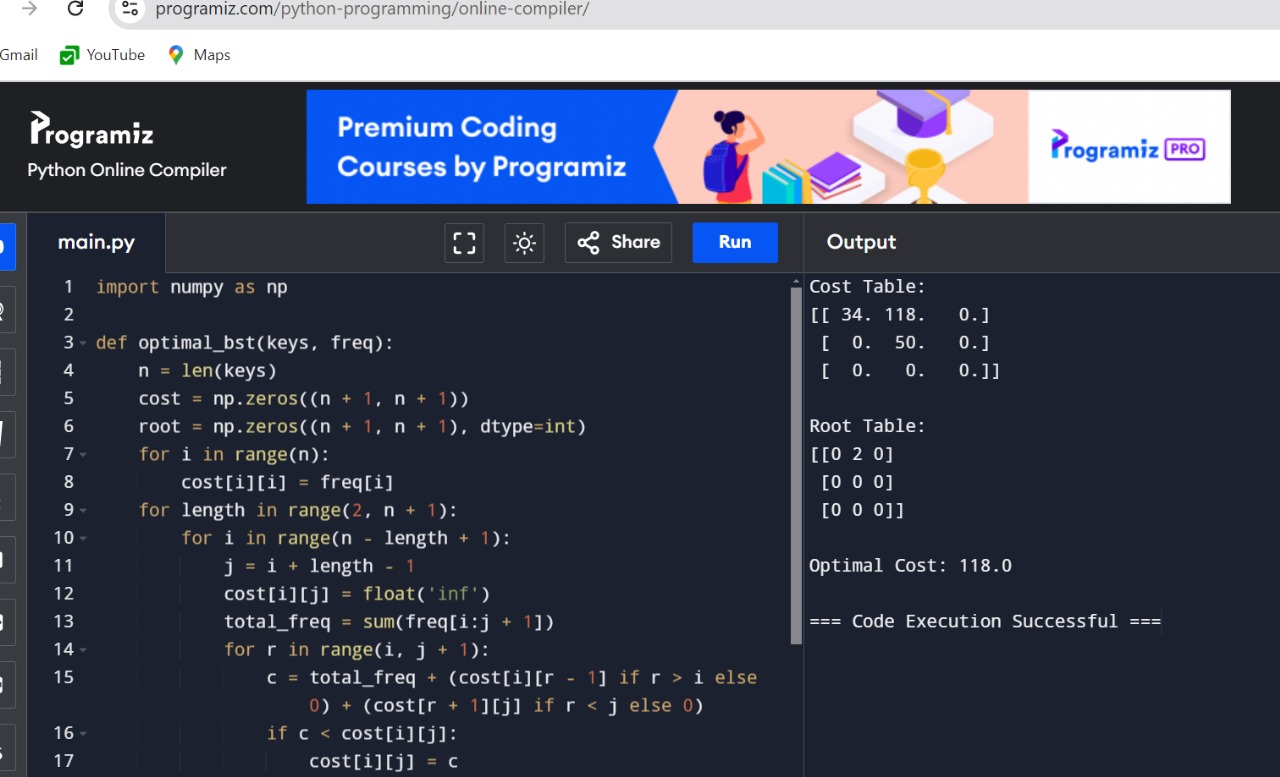 programiz.com/python-programming/online-compiler/
Gmail YouTube Maps
Programiz
Python Online Compiler
Premium Coding
Courses by Programiz
Programiz PRO
main.py Share Run Output
1 import numpy as np
2
3 def optimal_bst(keys, freq):
4     n = len(keys)
5     cost = np.zeros((n + 1, n + 1))
6     root = np.zeros((n + 1, n + 1), dtype=int)
7     for i in range(n):
8         cost[i][i] = freq[i]
9     for length in range(2, n + 1):
10         for i in range(n - length + 1):
11             j = i + length - 1
12             cost[i][j] = float('inf')
13             total_freq = sum(freq[i:j + 1])
14             for r in range(i, j + 1):
15                 c = total_freq + (cost[i][r - 1] if r > i else
0) + (cost[r + 1][j] if r < j else 0)
16                 if c < cost[i][j]:
17                     cost[i][j] = c
Cost Table:
[[ 34. 118.   0.]
 [  0.  50.   0.]
 [  0.   0.   0.]]
Root Table:
[[0 2 0]
 [0 0 0]
 [0 0 0]]
Optimal Cost: 118.0
=== Code Execution Successful ===